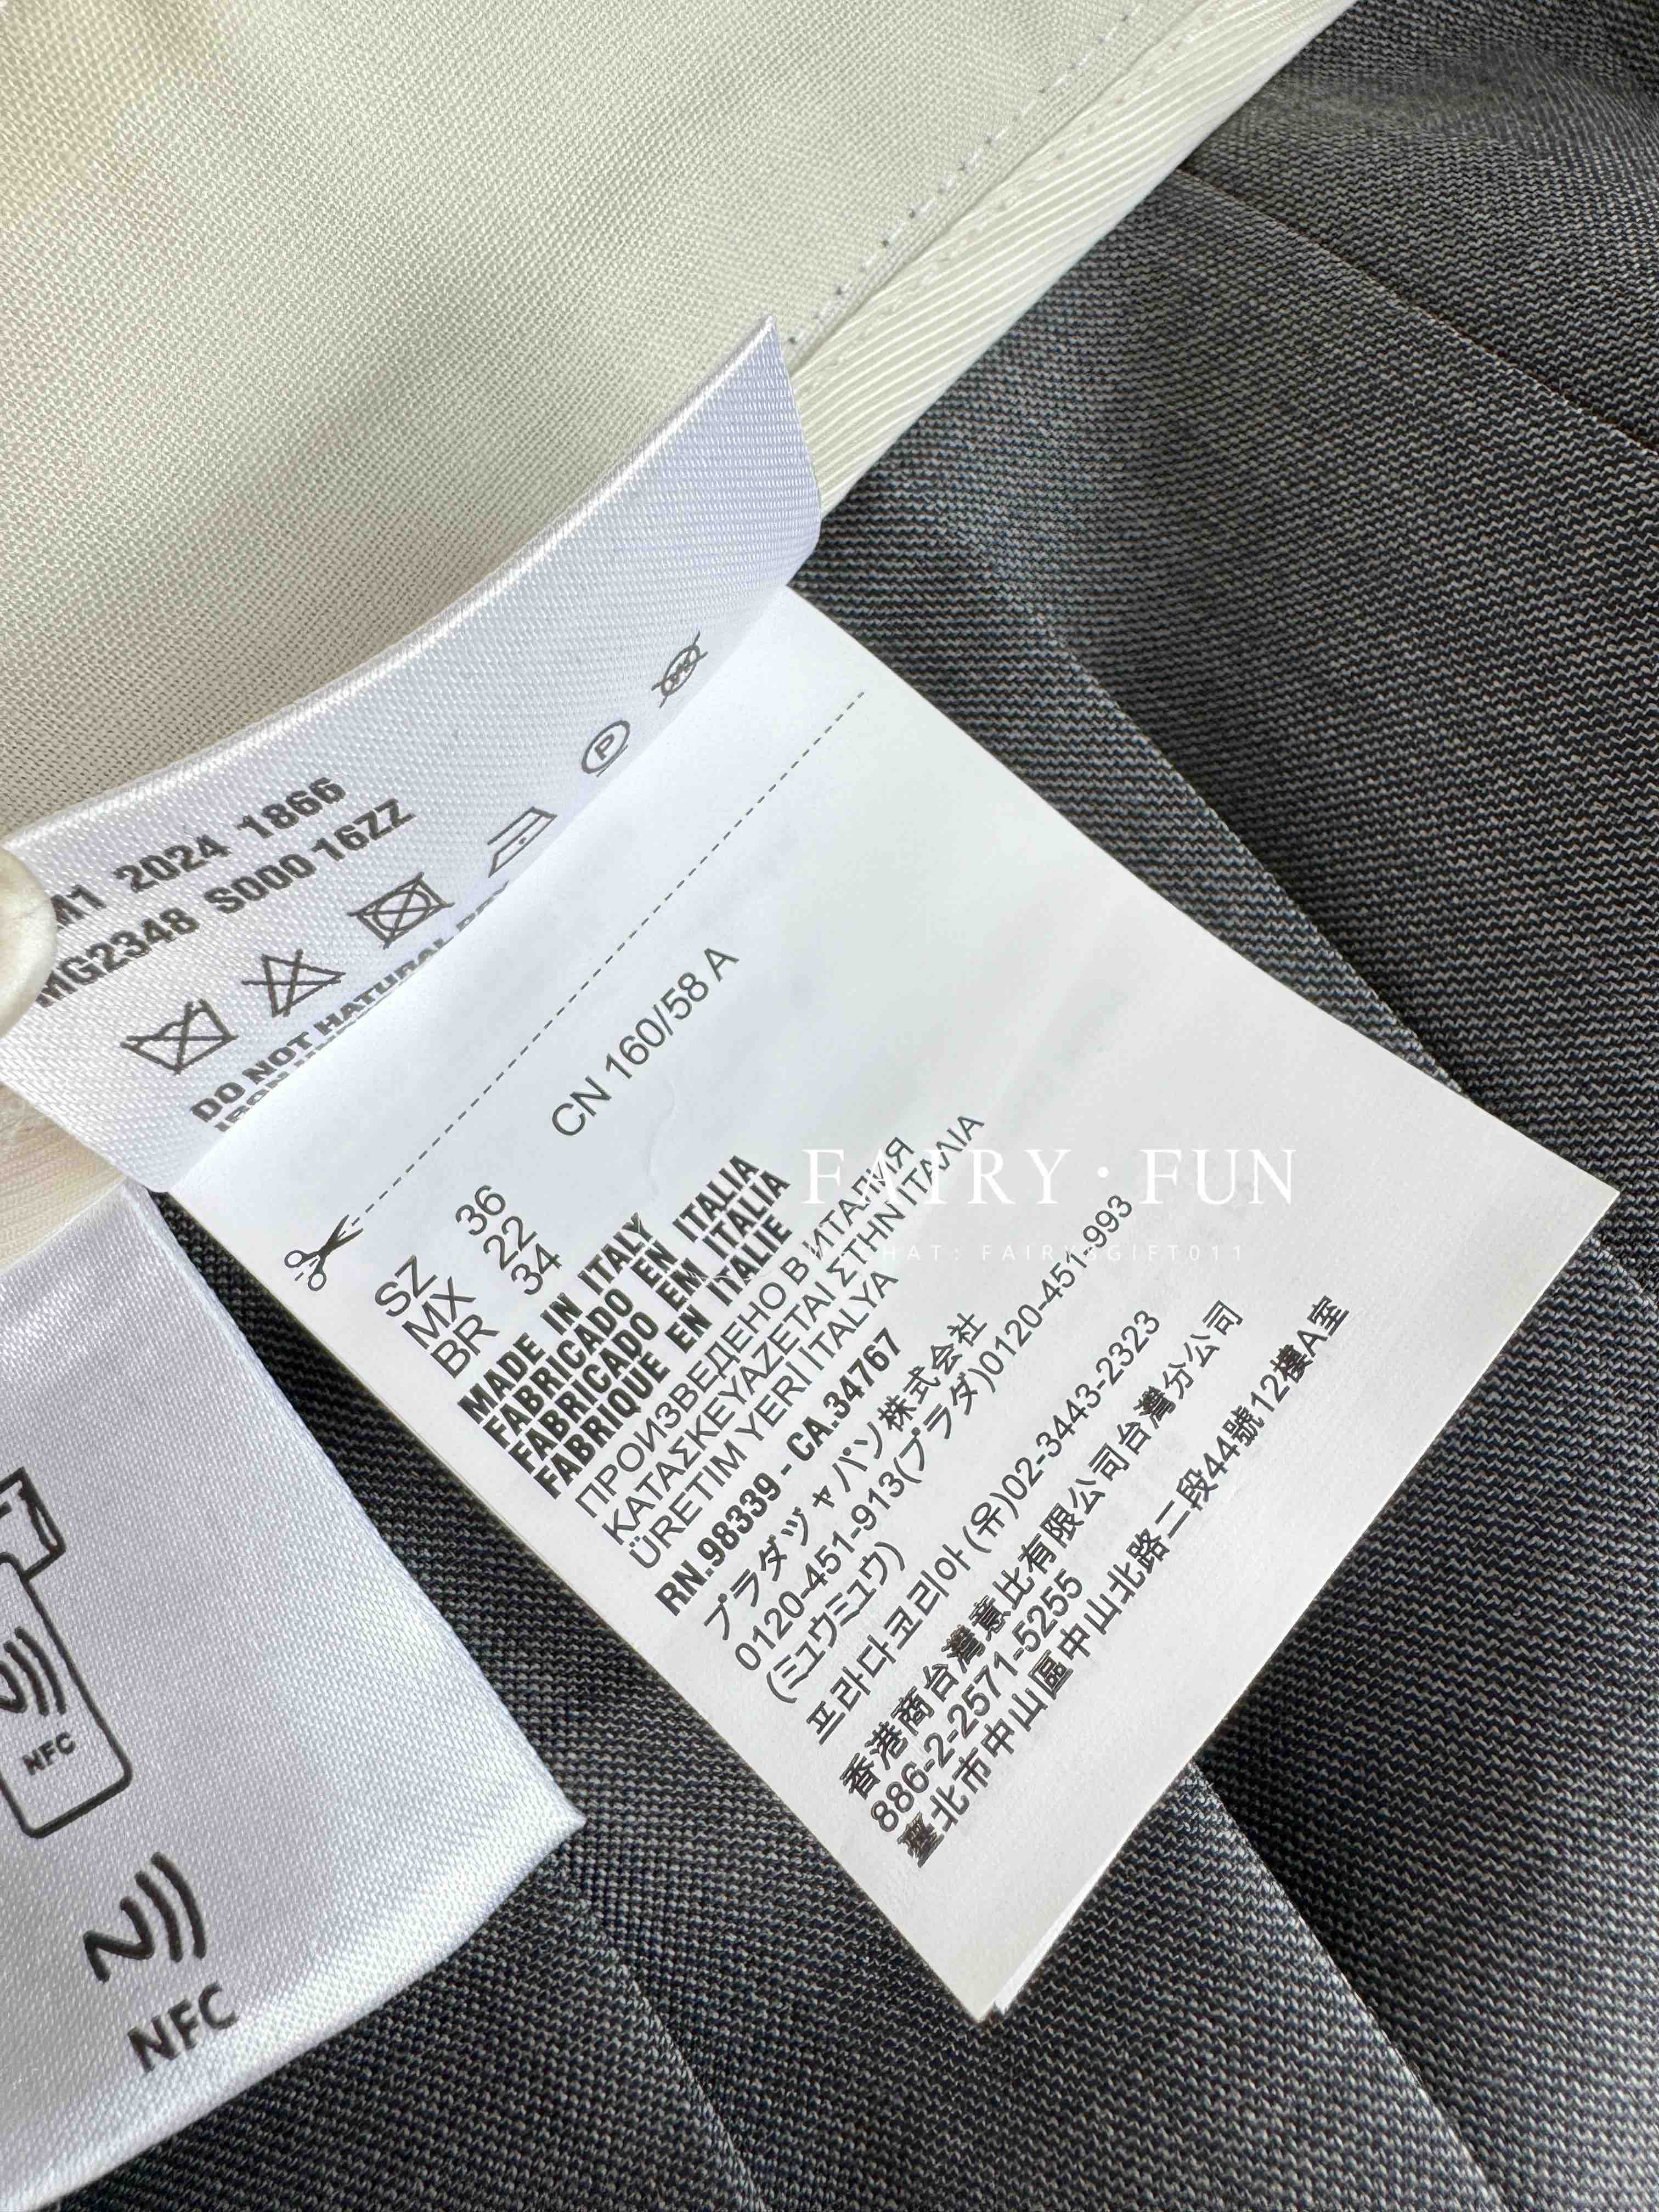 M1 2024 1866
MG2348 S000 16ZZ
P
DO NOT
CN 160/58 A
SZ 36
MX 22
BR 34
MADE IN ITALY
FABRICADO EN ITALIA
FABRICADO EM ITALIA
FABRIQUÉ EN ITALIE
ПРОИЗВЕДЕНО В ИТАЛИЯ
ΚΑΤΑΣΚΕΥΑΖΕΤΑΙ ΣΤΗΝ ΙΤΑΛΙΑ
ÜRETIM YERI İTALYA
RN.98339 - CA.34767
プラダジャパン株式会社
0120-451-913(プラダ)0120-451-993
(ミュウミュウ)
프라다코리아 (유)02-3443-2323
香港商台灣意比有限公司台灣分公司
886-2-2571-5255
臺北市中山區中山北路二段44號12樓A室
NFC
NFC
FAIRY·FUN
WECHAT: FAIRYSGIFT011